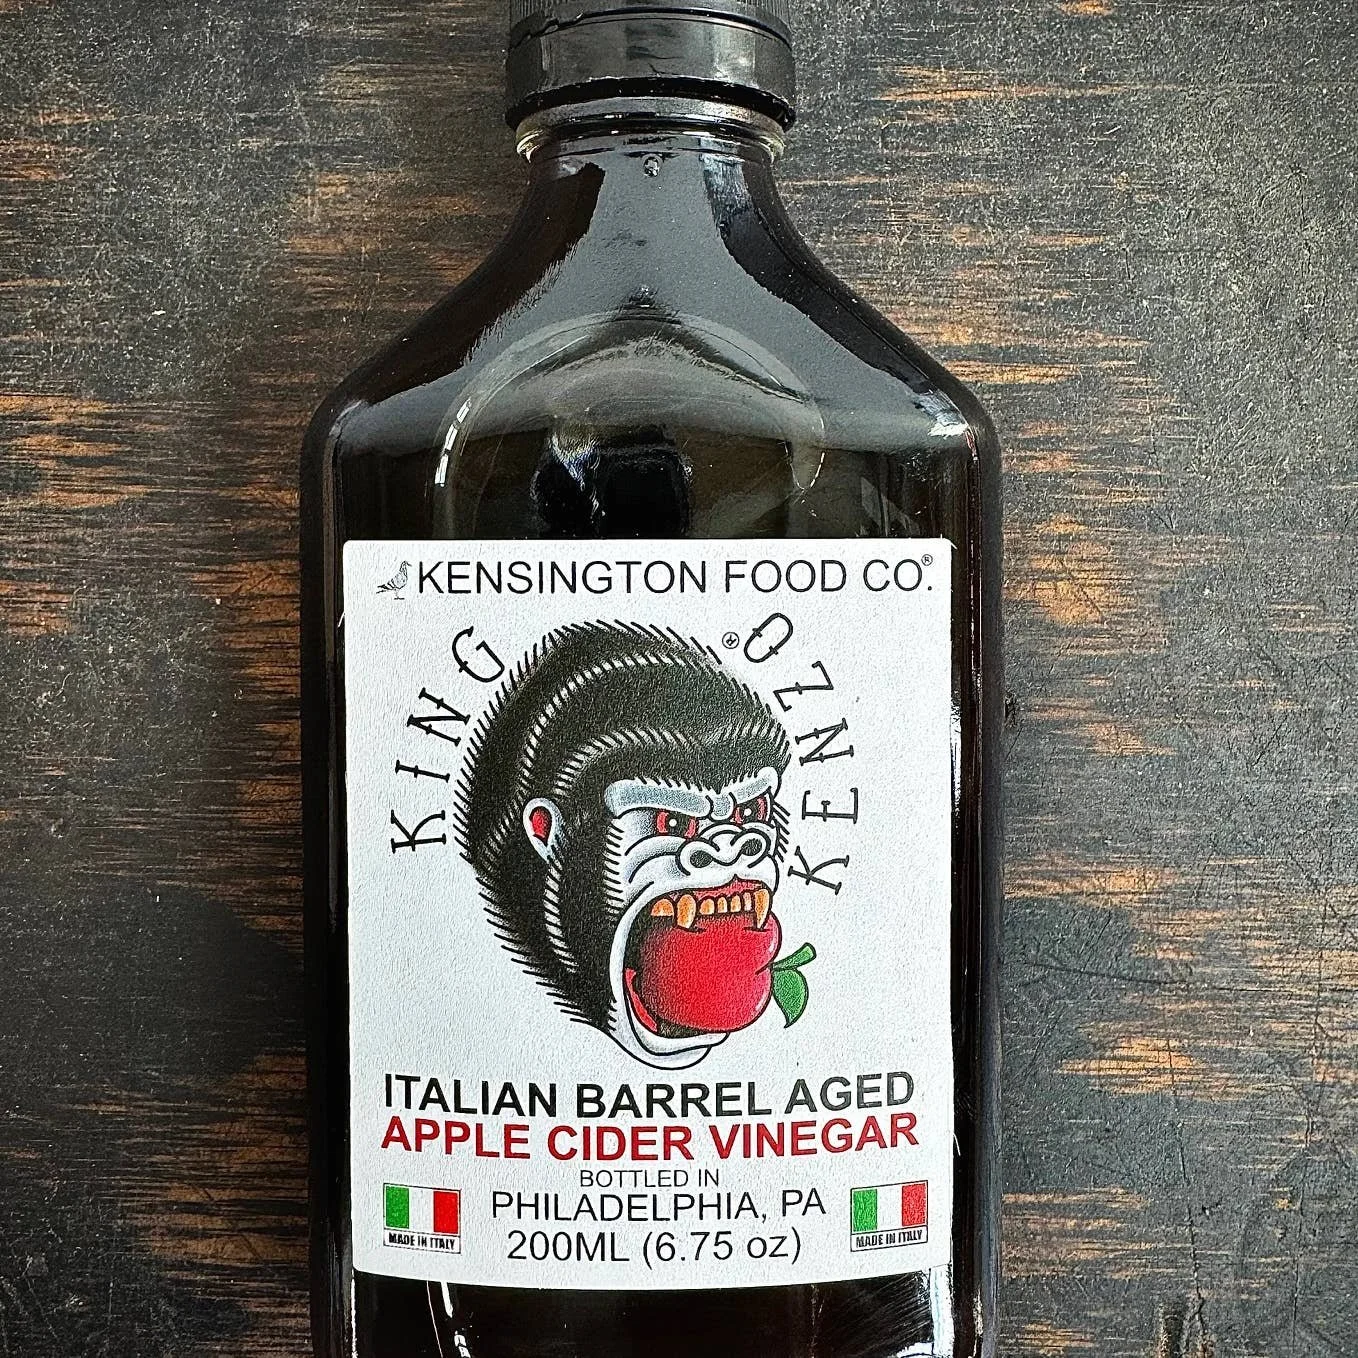 KENSINGTON FOOD CO.®
KING KENZO®
ITALIAN BARREL AGED
APPLE CIDER VINEGAR
BOTTLED IN
PHILADELPHIA, PA
200ML (6.75 oz)
MADE IN ITALY
MADE IN ITALY